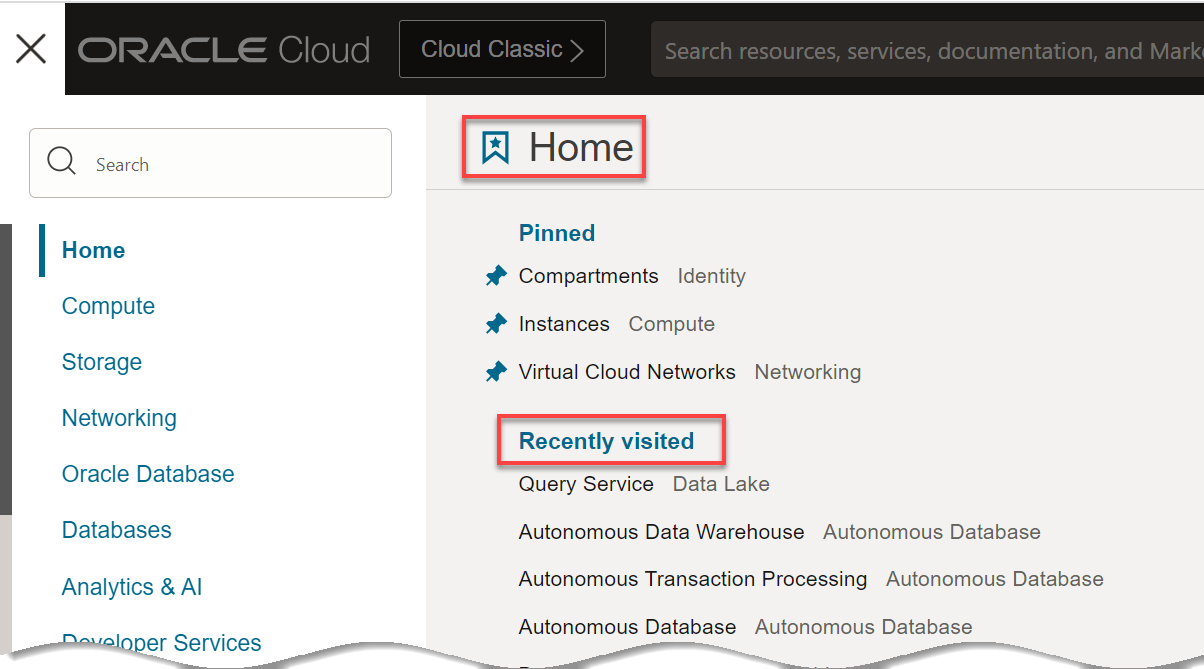 ORACLE Cloud
Cloud Classic
Search resources, services, documentation, and
Search
Home
Compute
Storage
Networking
Oracle Database
Databases
Analytics & AI
Developer Services
Home
Pinned
Compartments Identity
Instances Compute
Virtual Cloud Networks Networking
Recently visited
Query Service Data Lake
Autonomous Data Warehouse Autonomous Database
Autonomous Transaction Processing Autonomous Database
Autonomous Database Autonomous Database